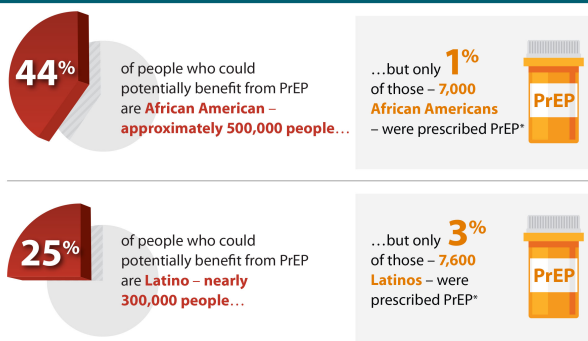 44%
of people who could
potentially benefit from PrEP
are African American –
approximately 500,000 people…
…but only 1%
of those – 7,000
African Americans
– were prescribed PrEP*
PrEP
25%
of people who could
potentially benefit from PrEP
are Latino – nearly
300,000 people…
…but only 3%
of those – 7,600
Latinos – were
prescribed PrEP*
PrEP